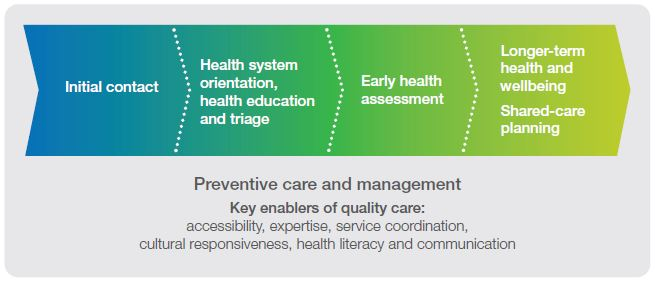 Initial contact
Health system
orientation,
health education
and triage
Early health
assessment
Longer-term
health and
wellbeing
Shared-care
planning
Preventive care and management
Key enablers of quality care:
accessibility, expertise, service coordination,
cultural responsiveness, health literacy and communication